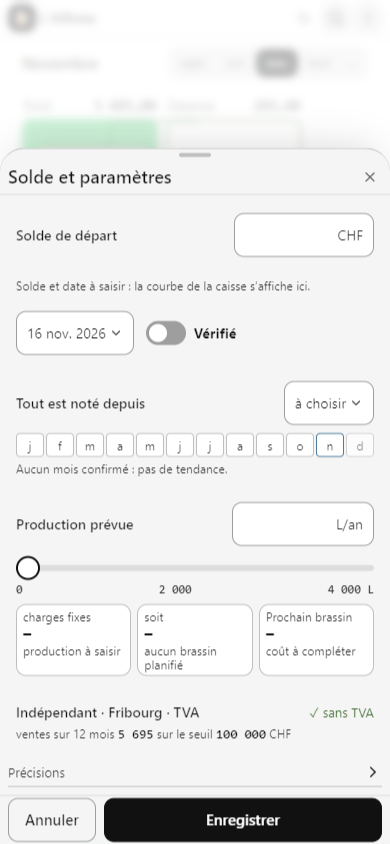 Novembre
Solde et paramètres
Solde de départ
CHF
Solde et date à saisir : la courbe de la caisse s'affiche ici.
16 nov. 2026
Vérifié
Tout est noté depuis
à choisir
j f m a m j j a s o n d
Aucun mois confirmé : pas de tendance.
Production prévue
L/an
0 2 000 4 000 L
charges fixes
–
production à saisir
soit
–
aucun brassin
planifié
Prochain brassin
–
coût à compléter
Indépendant · Fribourg · TVA
✓ sans TVA
ventes sur 12 mois 5 695 sur le seuil 100 000 CHF
Précisions
Annuler
Enregistrer